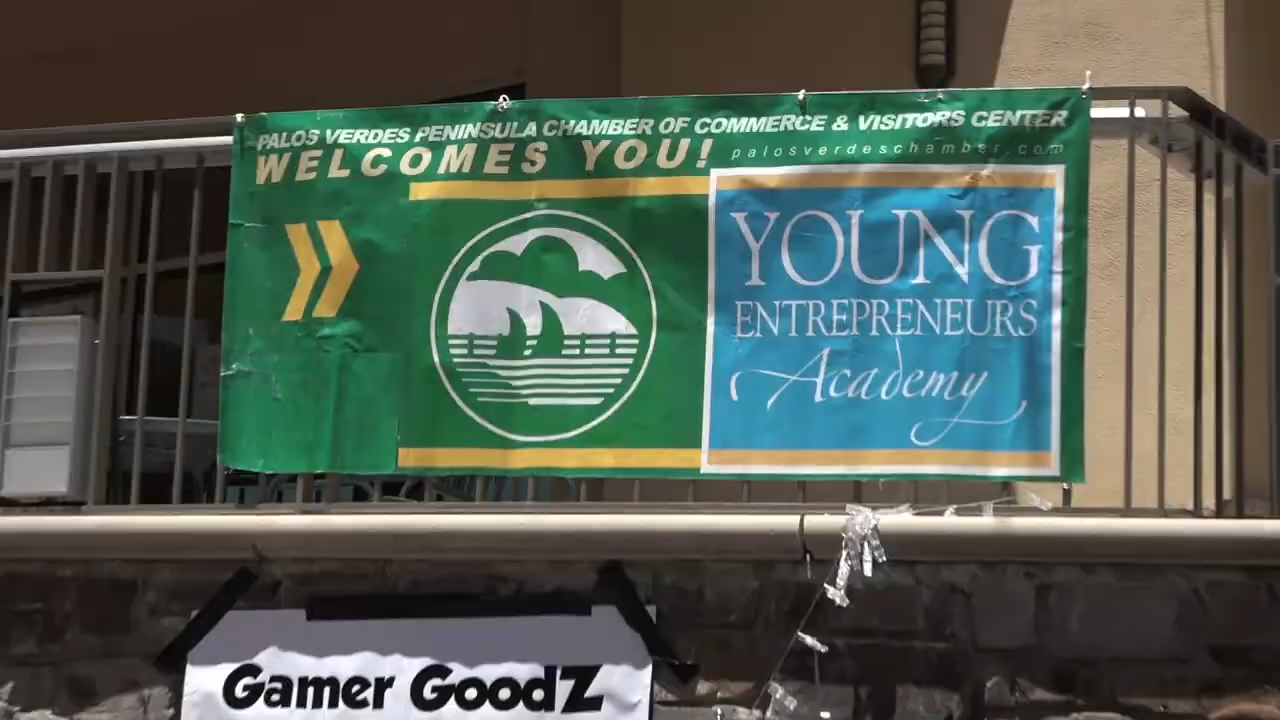 PALOS VERDES PENINSULA CHAMBER OF COMMERCE & VISITORS CENTER
WELCOMES YOU! palosverdeschamber.com
YOUNG
ENTREPRENEURS
Academy
Gamer GoodZ